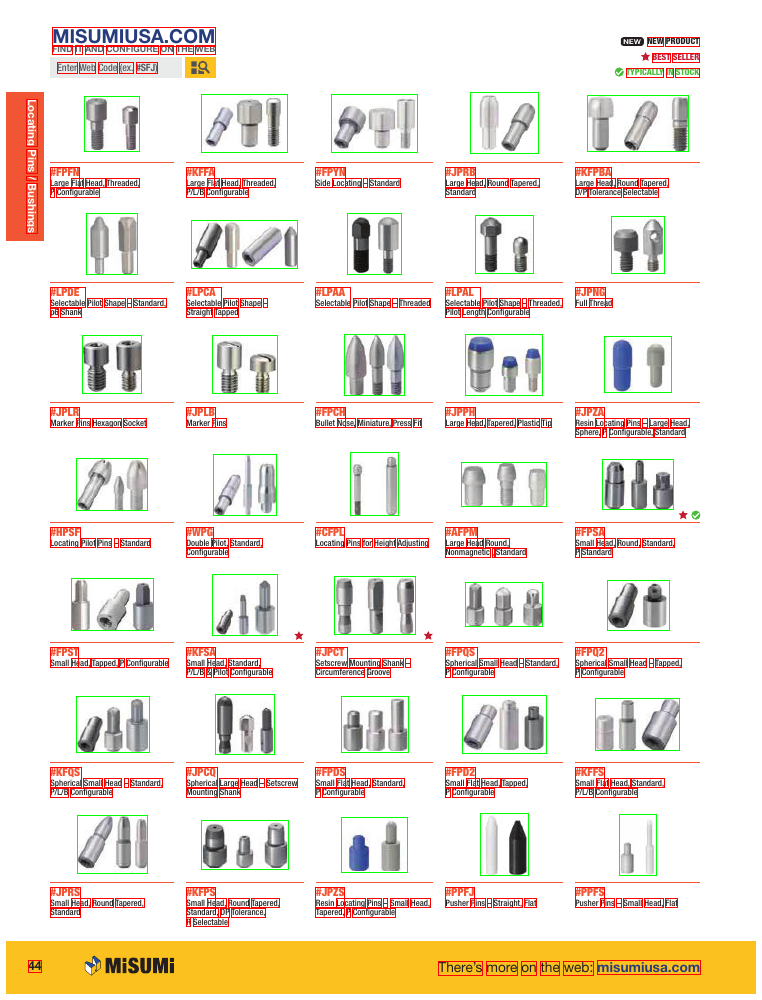 MISUMIUSA.COM
FIND IT AND CONFIGURE ON THE WEB
Enter Web Code (ex. #SFJ)
NEW NEW PRODUCT
BEST SELLER
TYPICALLY IN STOCK
Locating Pins / Bushings
#FPFN
Large Flat Head, Threaded,
P Configurable
#KFFA
Large Flat Head, Threaded,
P/L/B Configurable
#FPYN
Side Locating – Standard
#JPRB
Large Head, Round Tapered,
Standard
#KFPBA
Large Head, Round Tapered,
D/P Tolerance Selectable
#LPDE
Selectable Pilot Shape – Standard,
p6 Shank
#LPCA
Selectable Pilot Shape –
Straight Tapped
#LPAA
Selectable Pilot Shape – Threaded
#LPAL
Selectable Pilot Shape – Threaded,
Pilot Length Configurable
#JPNG
Full Thread
#JPLR
Marker Pins Hexagon Socket
#JPLB
Marker Pins
#FPCH
Bullet Nose, Miniature, Press Fit
#JPPH
Large Head, Tapered, Plastic Tip
#JPZA
Resin Locating Pins – Large Head,
Sphere, P Configurable, Standard
#HPSF
Locating Pilot Pins – Standard
#WPG
Double Pilot, Standard,
Configurable
#CFPL
Locating Pins for Height Adjusting
#AFPM
Large Head Round,
Nonmagnetic , Standard
#FPSA
Small Head, Round, Standard,
P Standard
#FPST
Small Head, Tapped, P Configurable
#KFSA
Small Head, Standard,
P/L/B & Pilot Configurable
#JPCT
Setscrew Mounting Shank –
Circumference Groove
#FPQS
Spherical Small Head – Standard,
P Configurable
#FPQ2
Spherical Small Head – Tapped,
P Configurable
#KFQS
Spherical Small Head – Standard,
P/L/B Configurable
#JPCQ
Spherical Large Head – Setscrew
Mounting Shank
#FPDS
Small Flat Head, Standard,
P Configurable
#FPD2
Small Flat Head, Tapped,
P Configurable
#KFFS
Small Flat Head, Standard,
P/L/B Configurable
#JPRS
Small Head, Round Tapered,
Standard
#KFPS
Small Head, Round Tapered,
Standard, DP Tolerance,
R Selectable
#JPZS
Resin Locating Pins – Small Head,
Tapered, P Configurable
#PPFJ
Pusher Pins – Straight, Flat
#PPFS
Pusher Pins – Small Head, Flat
44
MiSUMi
There's more on the web: misumiusa.com